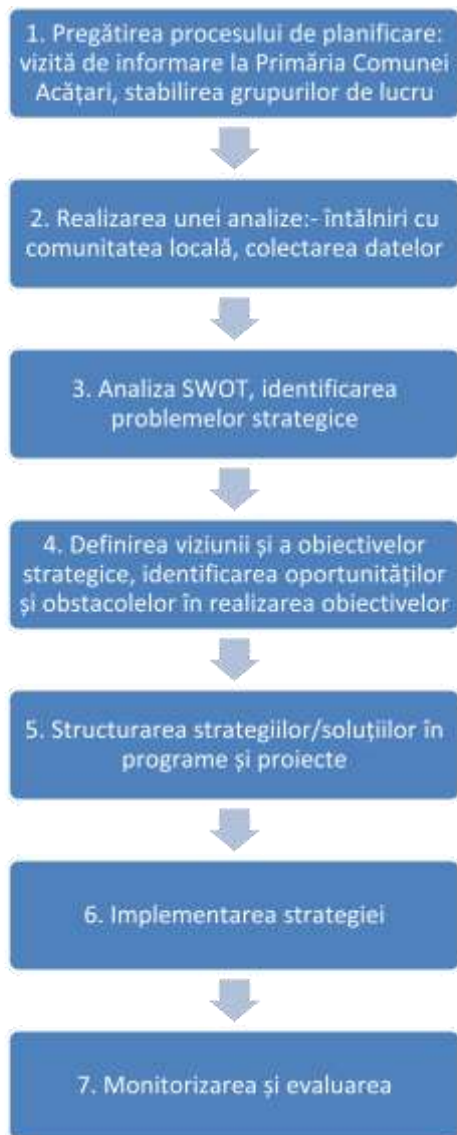 1. Pregătirea procesului de planificare:
vizită de informare la Primăria Comunei
Acățari, stabilirea grupurilor de lucru
2. Realizarea unei analize:- întâlniri cu
comunitatea locală, colectarea datelor
3. Analiza SWOT, identificarea
problemelor strategice
4. Definirea viziunii și a obiectivelor
strategice, identificarea oportunităților
și obstacolelor în realizarea obiectivelor
5. Structurarea strategiilor/soluțiilor în
programe și proiecte
6. Implementarea strategiei
7. Monitorizarea și evaluarea